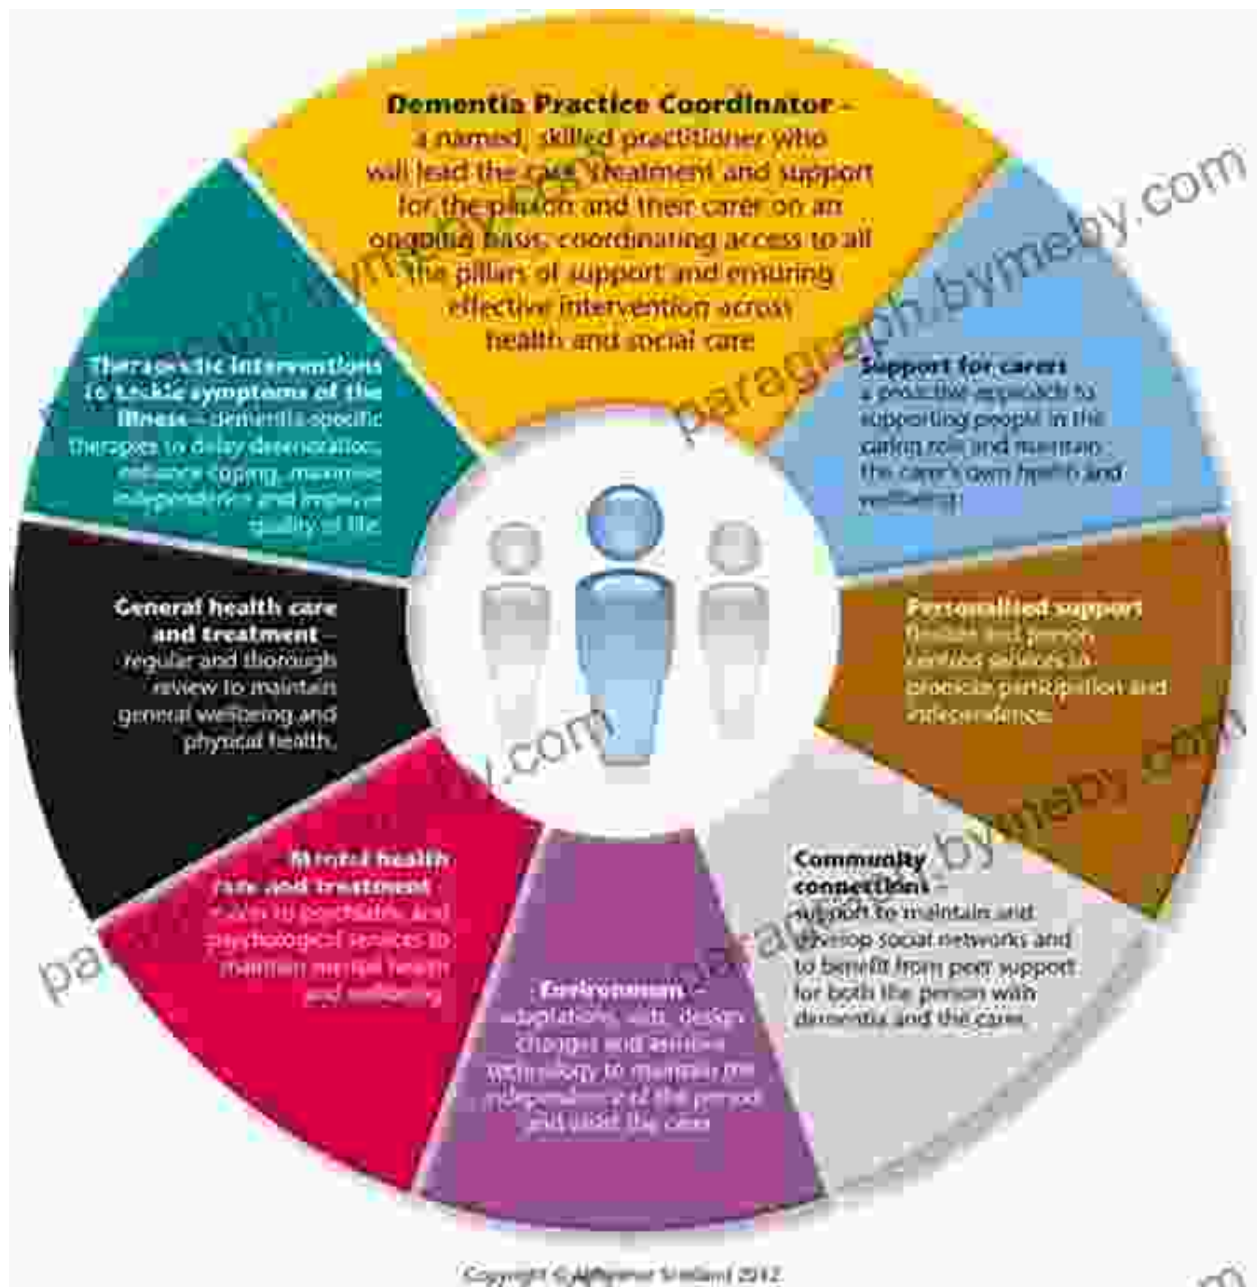 Dementia Practice Coordinator –
a named, skilled practitioner who
will lead the care, treatment and support
for the person and their carer on an
ongoing basis, coordinating access to all
the pillars of support and ensuring
effective intervention across
health and social care
Support for carers
a proactive approach to
supporting people in the
caring role and maintain
the carer's own health and
wellbeing.
Personalised support
flexible and person
centred services to
promote participation and
independence.
Community
connections –
support to maintain and
develop social networks and
to benefit from peer support
for both the person with
dementia and the carer.
Environment –
adaptations, aids, design
changes and assistive
technology to maintain the
independence of the person
and assist the carer.
Mental health
care and treatment
access to psychiatric and
psychological services to
maintain mental health
and wellbeing.
General health care
and treatment
regular and thorough
review to maintain
general wellbeing and
physical health.
Therapeutic interventions
to tackle symptoms of the
illness – dementia-specific
therapies to delay deterioration,
enhance coping, maximise
independence and improve
quality of life.
Copyright © Alzheimer Scotland 2012
paragraph.bymeby.com
bymeby.com